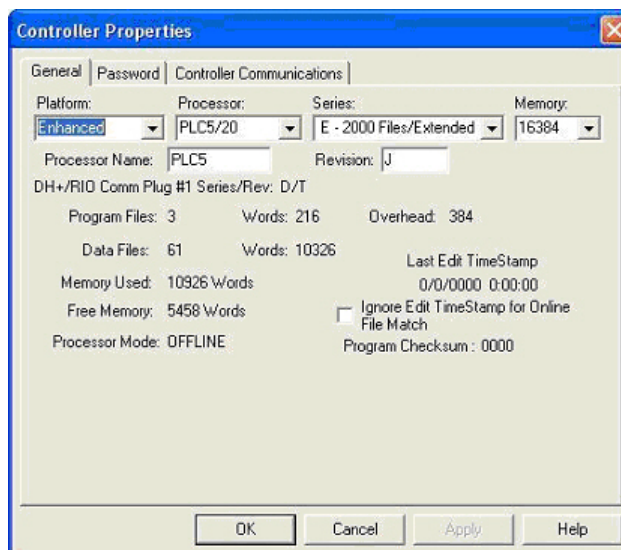 Controller Properties
General Password Controller Communications
Platform: Processor: Series: Memory:
Enhanced PLC5/20 E - 2000 Files/Extended 16384
Processor Name: PLC5 Revision: J
DH+/RIO Comm Plug #1 Series/Rev: D/T
Program Files: 3 Words: 216 Overhead: 384
Data Files: 61 Words: 10326
Last Edit TimeStamp
Memory Used: 10926 Words 0/0/0000 0:00:00
Free Memory: 5458 Words Ignore Edit TimeStamp for Online
File Match
Processor Mode: OFFLINE Program Checksum : 0000
OK Cancel Apply Help